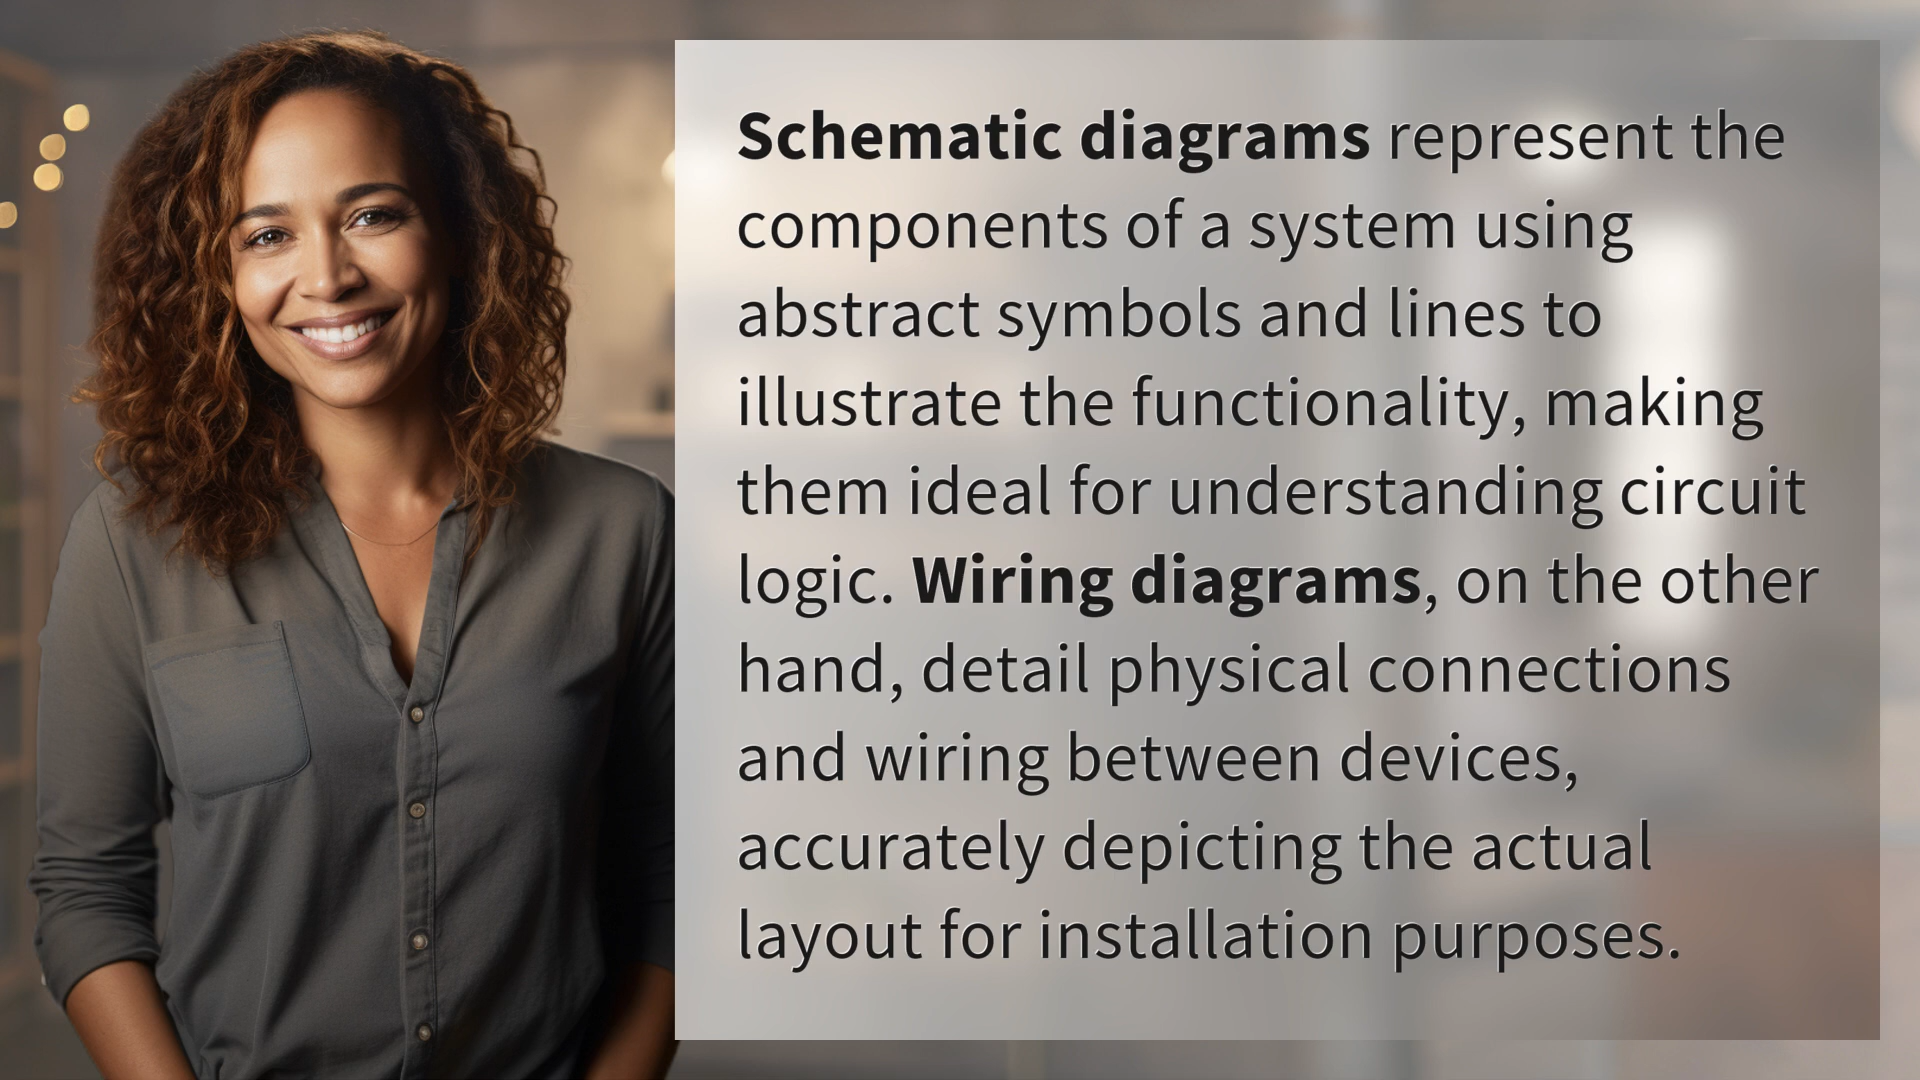 Schematic diagrams represent the
components of a system using
abstract symbols and lines to
illustrate the functionality, making
them ideal for understanding circuit
logic. Wiring diagrams, on the other
hand, detail physical connections
and wiring between devices,
accurately depicting the actual
layout for installation purposes.